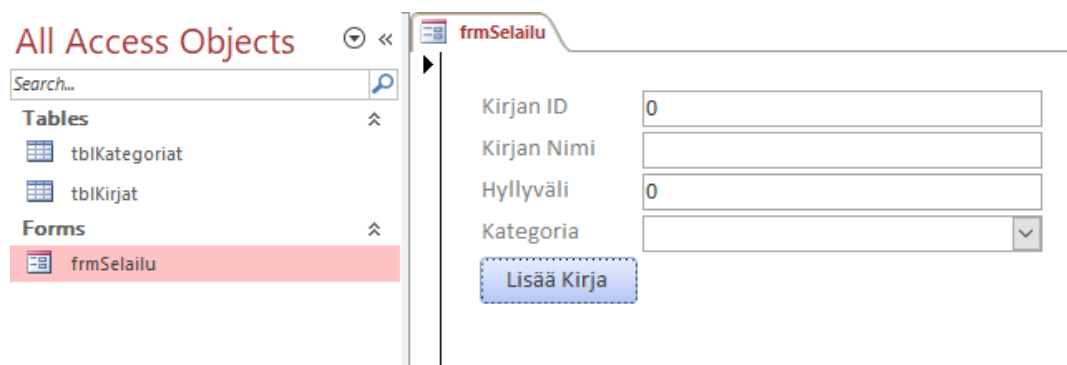 All Access Objects
Search...
Tables
tblKategoriat
tblKirjat
Forms
frmSelailu
frmSelailu
Kirjan ID
0
Kirjan Nimi
Hyllyväli
0
Kategoria
Lisää Kirja